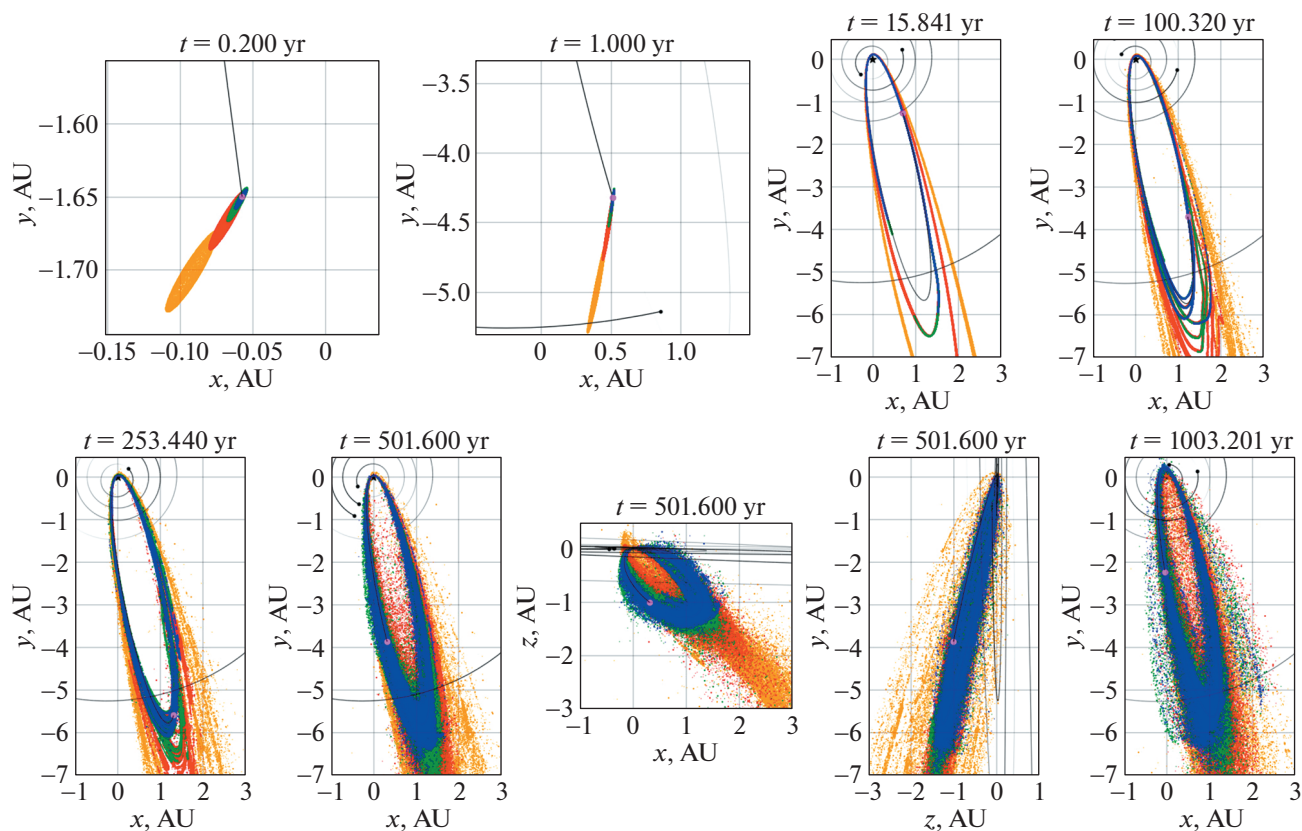 t = 0.200 yr
−1.60
−1.65
−1.70
y, AU
−0.15 −0.10 −0.05 0
x, AU
t = 1.000 yr
−3.5
−4.0
−4.5
−5.0
y, AU
0 0.5 1.0
x, AU
t = 15.841 yr
0
−1
−2
−3
−4
−5
−6
−7
y, AU
−1 0 1 2 3
x, AU
t = 100.320 yr
0
−1
−2
−3
−4
−5
−6
−7
y, AU
−1 0 1 2 3
x, AU
t = 253.440 yr
0
−1
−2
−3
−4
−5
−6
−7
y, AU
−1 0 1 2 3
x, AU
t = 501.600 yr
0
−1
−2
−3
−4
−5
−6
−7
y, AU
−1 0 1 2 3
x, AU
t = 501.600 yr
0
−1
−2
−3
z, AU
−1 0 1 2 3
x, AU
t = 501.600 yr
0
−1
−2
−3
−4
−5
−6
−7
y, AU
−3 −2 −1 0 1
z, AU
t = 1003.201 yr
0
−1
−2
−3
−4
−5
−6
−7
y, AU
−1 0 1 2 3
x, AU